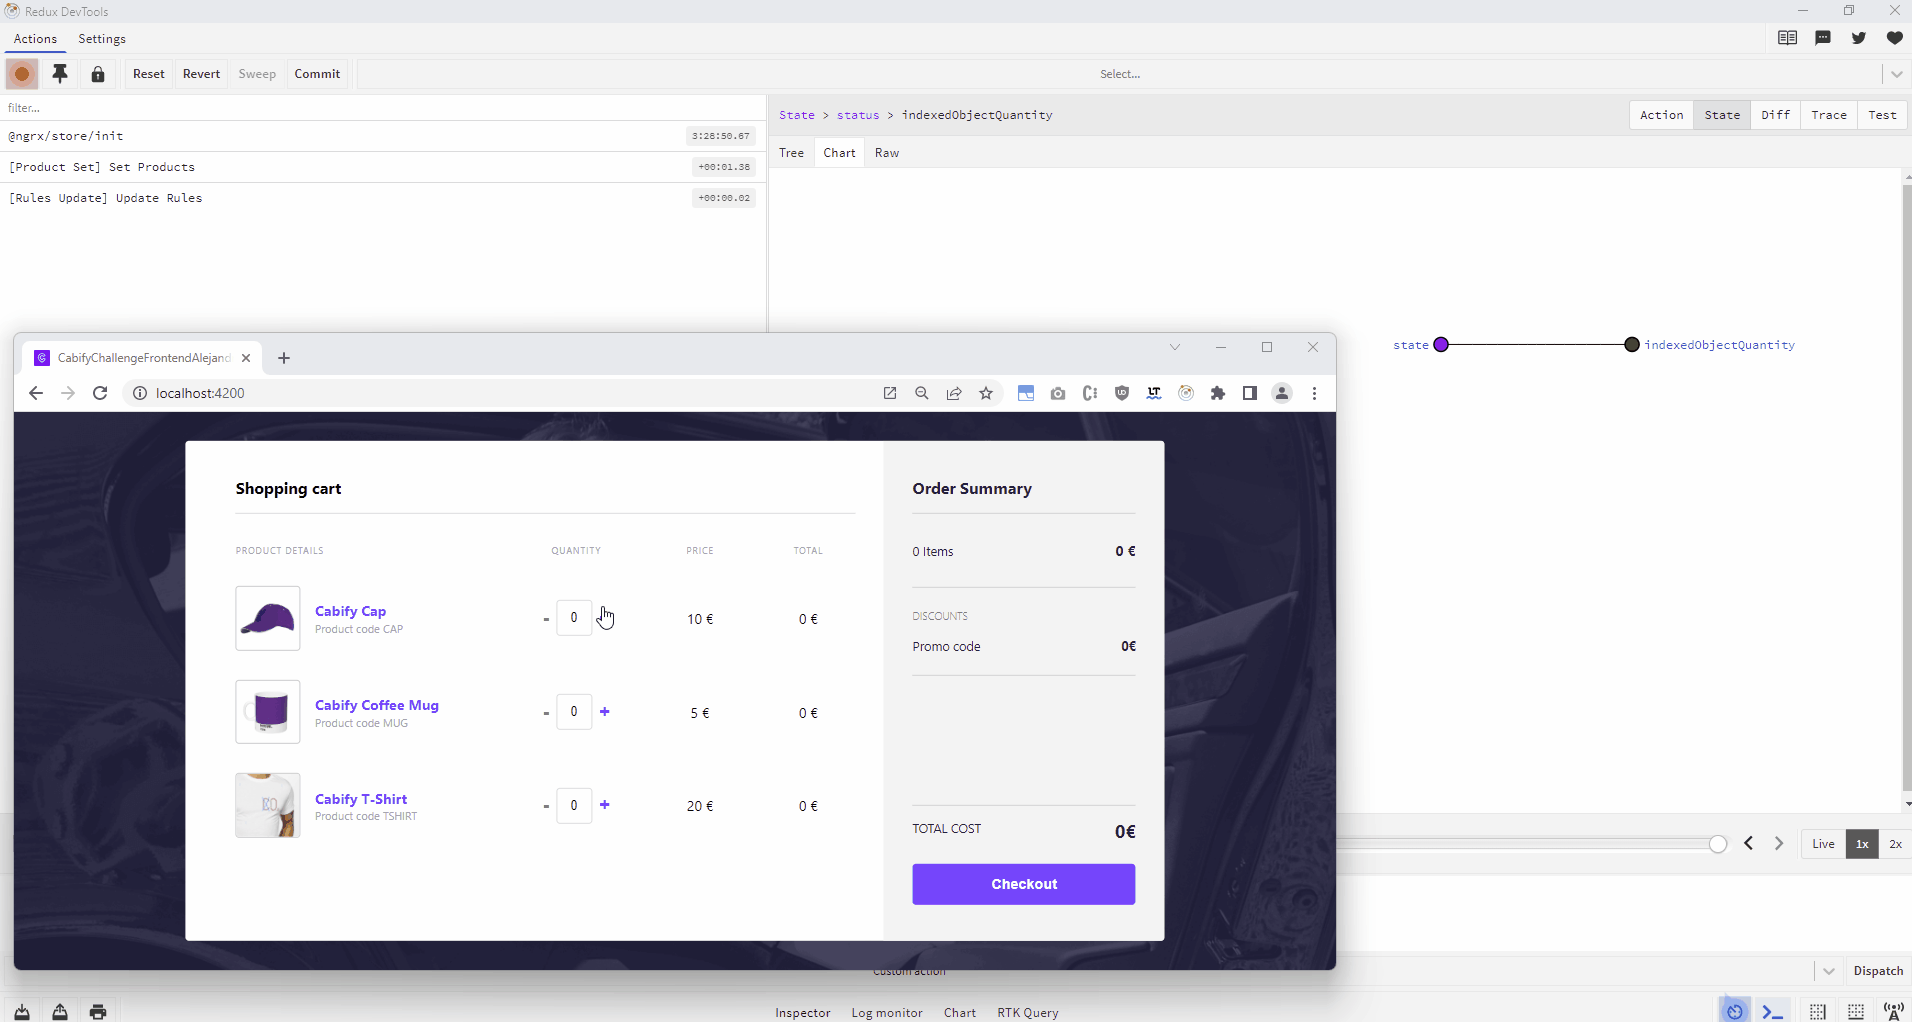 Redux DevTools
Actions Settings
Reset Revert Sweep Commit Select...
filter...
@ngrx/store/init 3:28:50.67
[Product Set] Set Products +00:01.38
[Rules Update] Update Rules +00:00.02
State > status > indexedObjectQuantity
Action State Diff Trace Test
Tree Chart Raw
state indexedObjectQuantity
CabifyChallengeFrontendAlejand
localhost:4200
Shopping cart
PRODUCT DETAILS QUANTITY PRICE TOTAL
Cabify Cap
Product code CAP
- 0 10 € 0 €
Cabify Coffee Mug
Product code MUG
- 0 + 5 € 0 €
Cabify T-Shirt
Product code TSHIRT
- 0 + 20 € 0 €
Order Summary
0 Items 0 €
DISCOUNTS
Promo code 0€
TOTAL COST 0€
Checkout
Live 1x 2x
Custom action
Dispatch
Inspector Log monitor Chart RTK Query